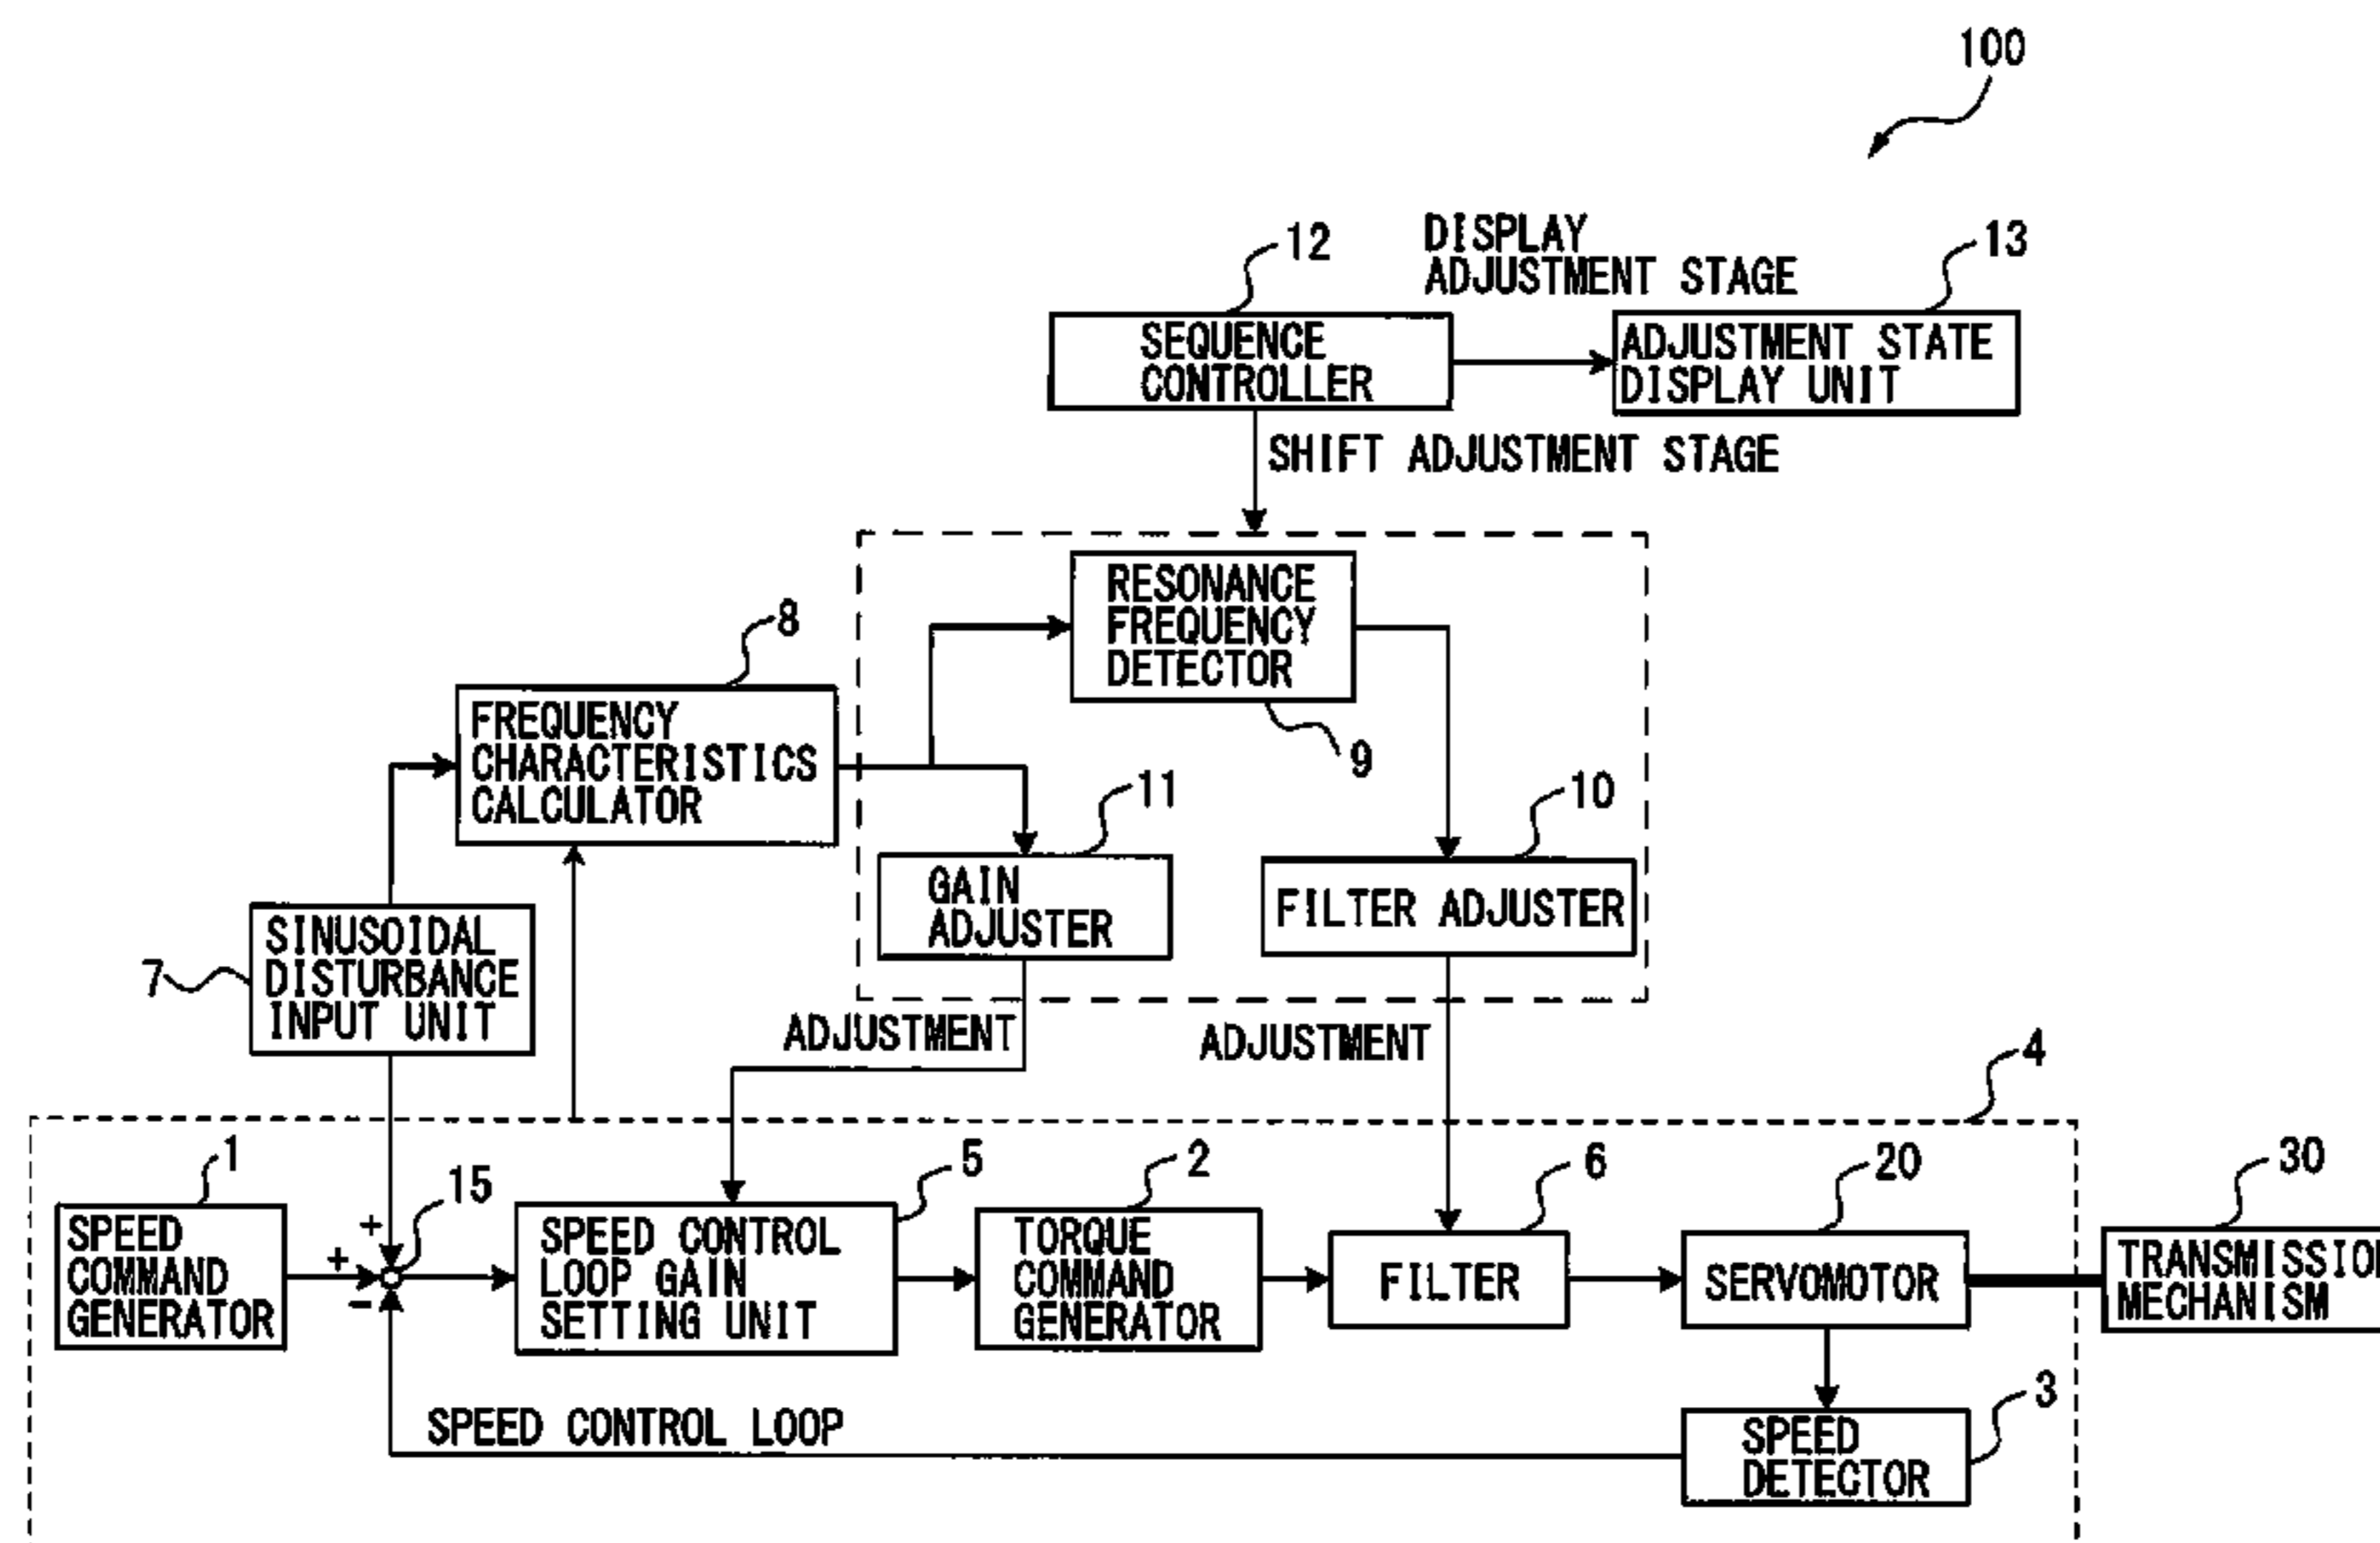 100
12
DISPLAY
ADJUSTMENT STAGE
13
SEQUENCE
CONTROLLER
ADJUSTMENT STATE
DISPLAY UNIT
SHIFT ADJUSTMENT STAGE
8
RESONANCE
FREQUENCY
DETECTOR
9
FREQUENCY
CHARACTERISTICS
CALCULATOR
11
10
GAIN
ADJUSTER
FILTER ADJUSTER
7
SINUSOIDAL
DISTURBANCE
INPUT UNIT
ADJUSTMENT
ADJUSTMENT
4
1
15
5
2
6
20
30
SPEED
COMMAND
GENERATOR
+
+
-
SPEED CONTROL
LOOP GAIN
SETTING UNIT
TORQUE
COMMAND
GENERATOR
FILTER
SERVOMOTOR
TRANSMISSION
MECHANISM
SPEED CONTROL LOOP
3
SPEED
DETECTOR